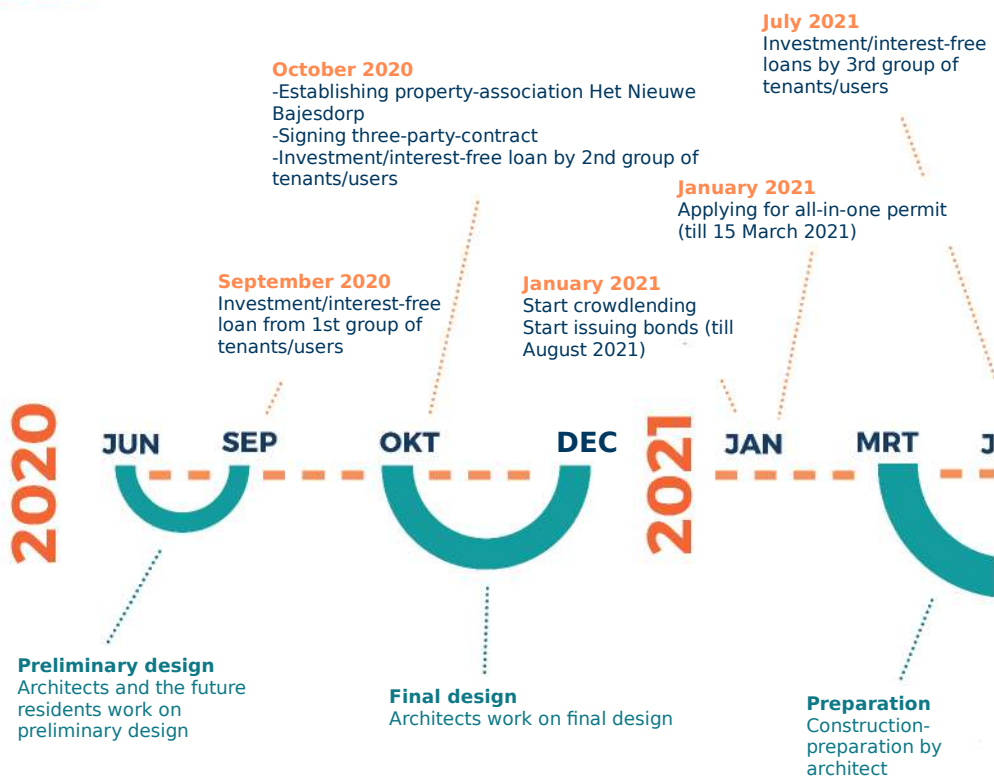 July 2021
Investment/interest-free
loans by 3rd group of
tenants/users
October 2020
-Establishing property-association Het Nieuwe
Bajesdorp
-Signing three-party-contract
-Investment/interest-free loan by 2nd group of
tenants/users
January 2021
Applying for all-in-one permit
(till 15 March 2021)
September 2020
Investment/interest-free
loan from 1st group of
tenants/users
January 2021
Start crowdlending
Start issuing bonds (till
August 2021)
2020
JUN
SEP
OKT
DEC
2021
JAN
MRT
Preliminary design
Architects and the future
residents work on
preliminary design
Final design
Architects work on final design
Preparation
Construction-
preparation by
architect